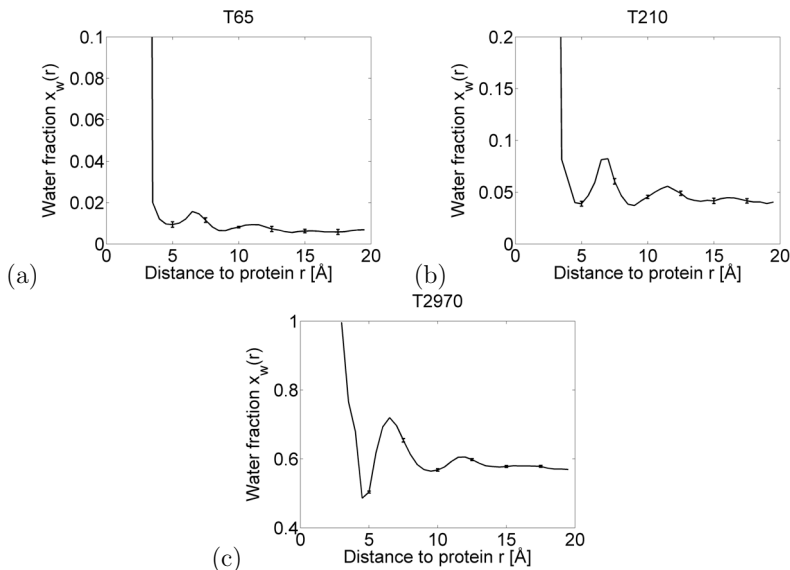 T65
0.1
0.08
0.06
0.04
0.02
0
0 5 10 15 20
Water fraction x_w(r)
Distance to protein r [Å]
(a)
T210
0.2
0.15
0.1
0.05
0
0 5 10 15 20
Water fraction x_w(r)
Distance to protein r [Å]
(b)
T2970
1
0.8
0.6
0.4
0 5 10 15 20
Water fraction x_w(r)
Distance to protein r [Å]
(c)